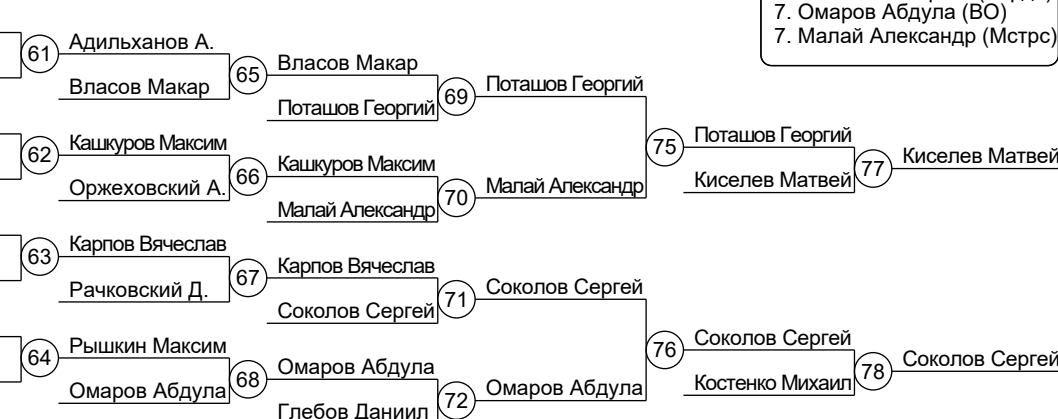 7. Омаров Абдула (ВО)
7. Малай Александр (Мстрс)
61
Адильханов А.
Власов Макар
65
Власов Макар
Поташов Георгий
69
Поташов Георгий
62
Кашкуров Максим
Оржеховский А.
66
Кашкуров Максим
Малай Александр
70
Малай Александр
75
Поташов Георгий
Киселев Матвей
77
Киселев Матвей
63
Карпов Вячеслав
Рачковский Д.
67
Карпов Вячеслав
Соколов Сергей
71
Соколов Сергей
64
Рышкин Максим
Омаров Абдула
68
Омаров Абдула
Глебов Даниил
72
Омаров Абдула
76
Соколов Сергей
Костенко Михаил
78
Соколов Сергей